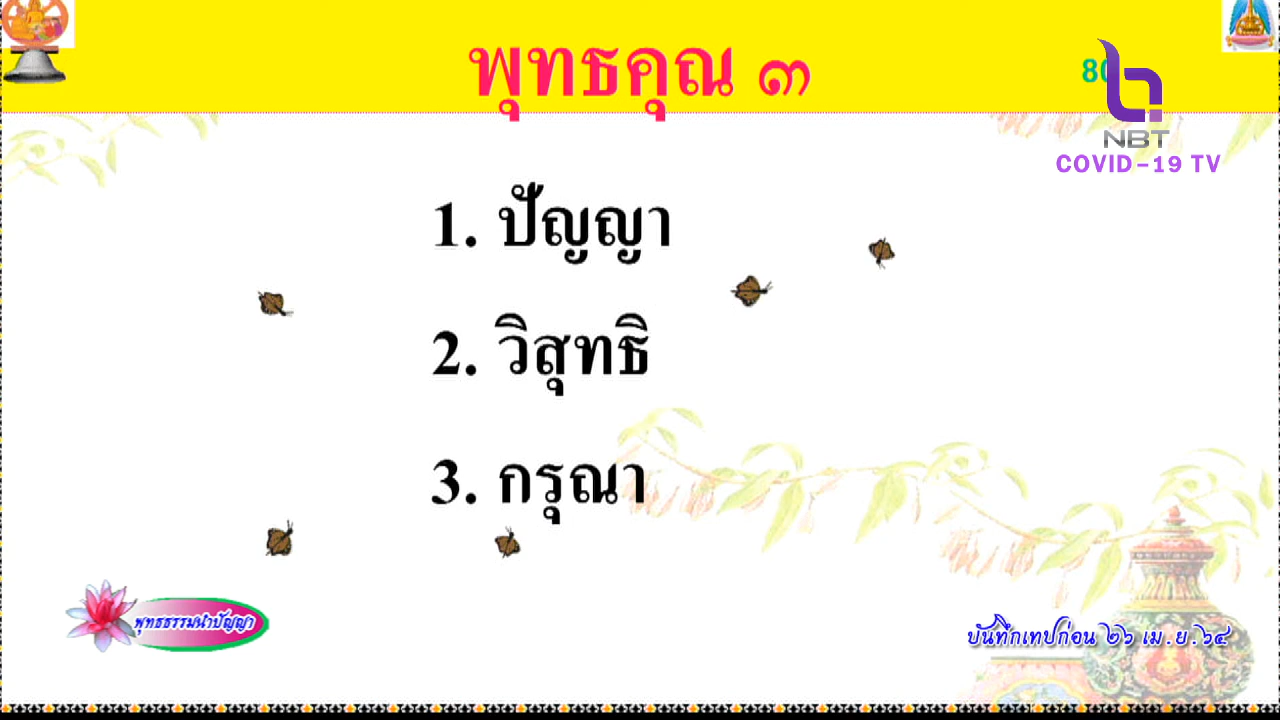 พุทธคุณ ๓
80
NBT
COVID-19 TV
1. ปัญญา
2. วิสุทธิ
3. กรุณา
พุทธธรรมนำปัญญา
บันทึกเทปก่อน ๒๖ เม.ย.๖๔